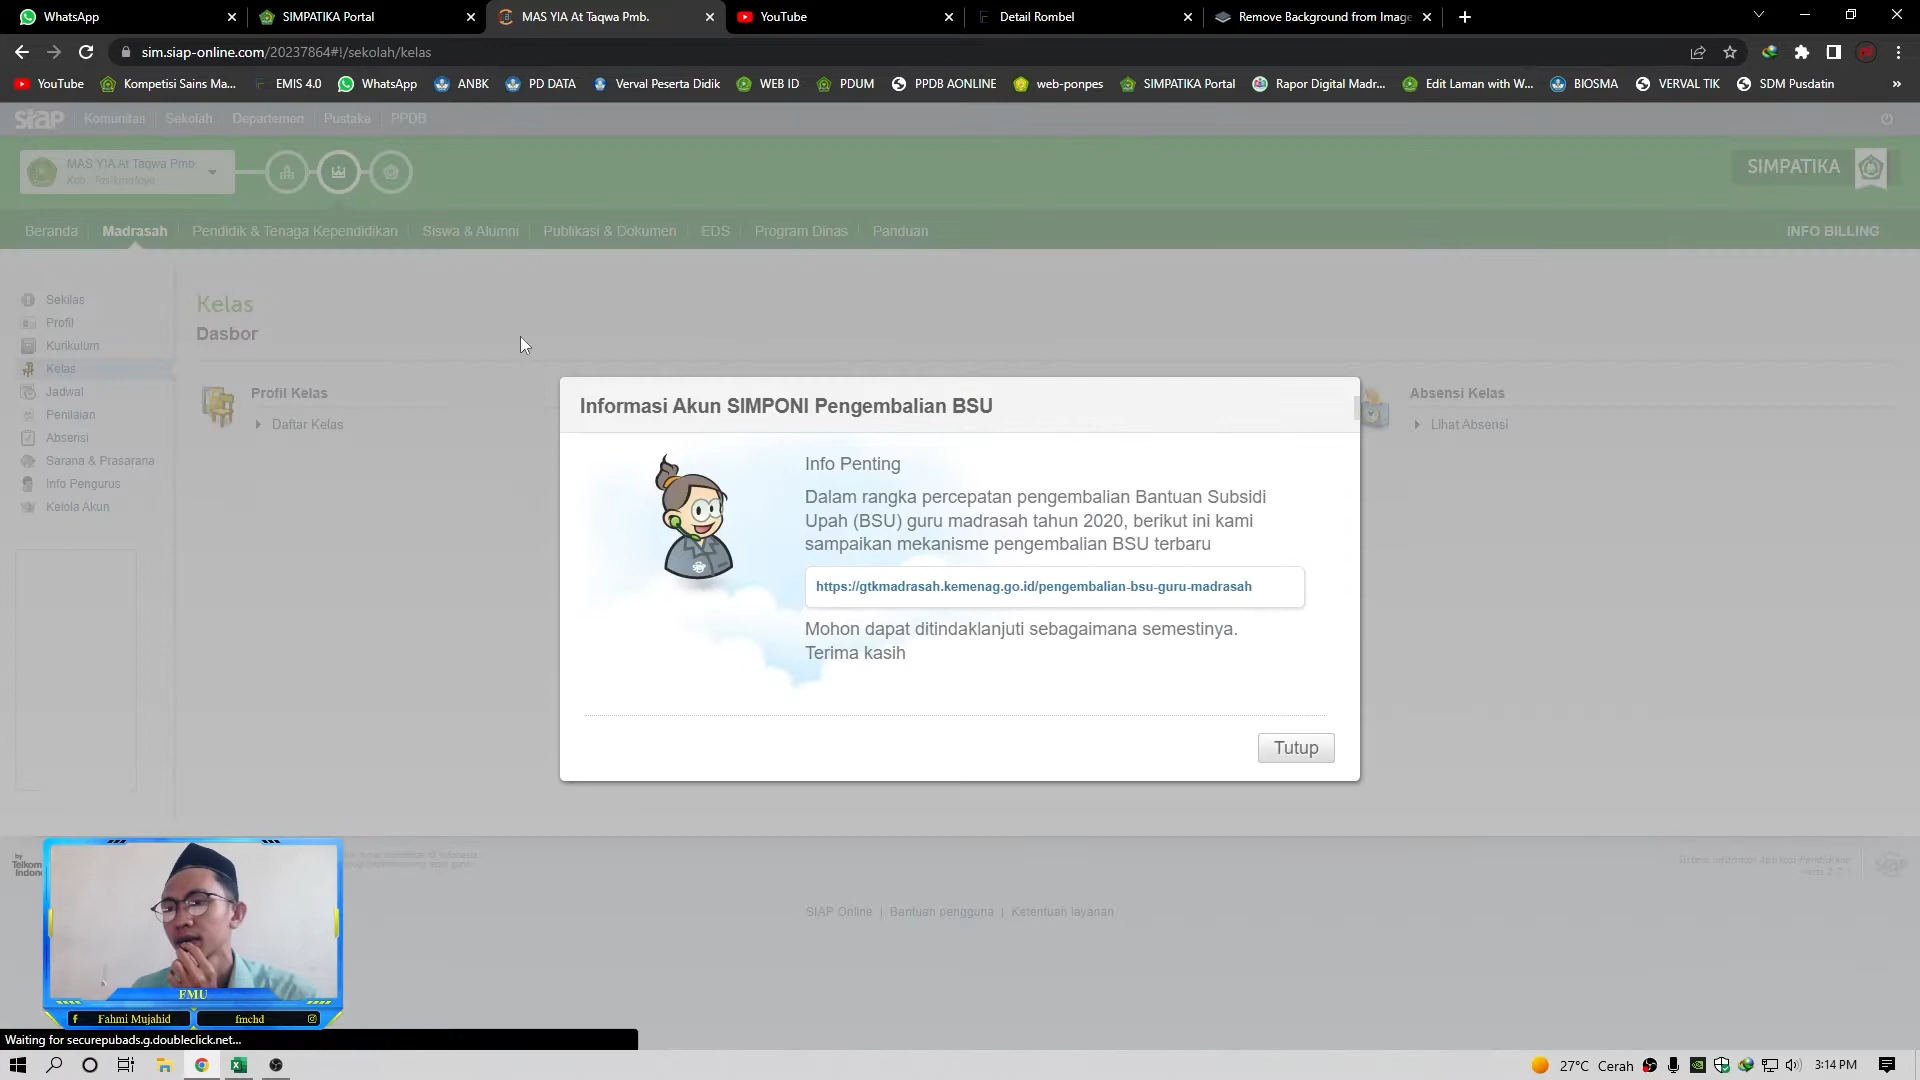 WhatsApp
SIMPATIKA Portal
MAS YIA At Taqwa Pmb.
YouTube
Detail Rombel
Remove Background from Image
sim.siap-online.com/20237864#!/sekolah/kelas
YouTube
Kompetisi Sains Ma...
EMIS 4.0
WhatsApp
ANBK
PD DATA
Verval Peserta Didik
WEB ID
PDUM
PPDB AONLINE
web-ponpes
SIMPATIKA Portal
Rapor Digital Madr...
Edit Laman with W...
BIOSMA
VERVAL TIK
SDM Pusdatin
siap
Komunitas
Sekolah
Departemen
Pustaka
PPDB
MAS YIA At Taqwa Pmb.
Kab. Tasikmalaya
SIMPATIKA
Beranda
Madrasah
Pendidik & Tenaga Kependidikan
Siswa & Alumni
Publikasi & Dokumen
EDS
Program Dinas
Panduan
INFO BILLING
Sekilas
Profil
Kurikulum
Kelas
Jadwal
Penilaian
Absensi
Sarana & Prasarana
Info Pengurus
Kelola Akun
Kelas
Dasbor
Profil Kelas
Daftar Kelas
Absensi Kelas
Lihat Absensi
Informasi Akun SIMPONI Pengembalian BSU
Info Penting
Dalam rangka percepatan pengembalian Bantuan Subsidi
Upah (BSU) guru madrasah tahun 2020, berikut ini kami
sampaikan mekanisme pengembalian BSU terbaru
https://gtkmadrasah.kemenag.go.id/pengembalian-bsu-guru-madrasah
Mohon dapat ditindaklanjuti sebagaimana semestinya.
Terima kasih
Tutup
by
Telkom
Indon
SIAP Online | Bantuan pengguna | Ketentuan layanan
FMU
Fahmi Mujahid
fmchd
Waiting for securepubads.g.doubleclick.net...
27°C Cerah
3:14 PM